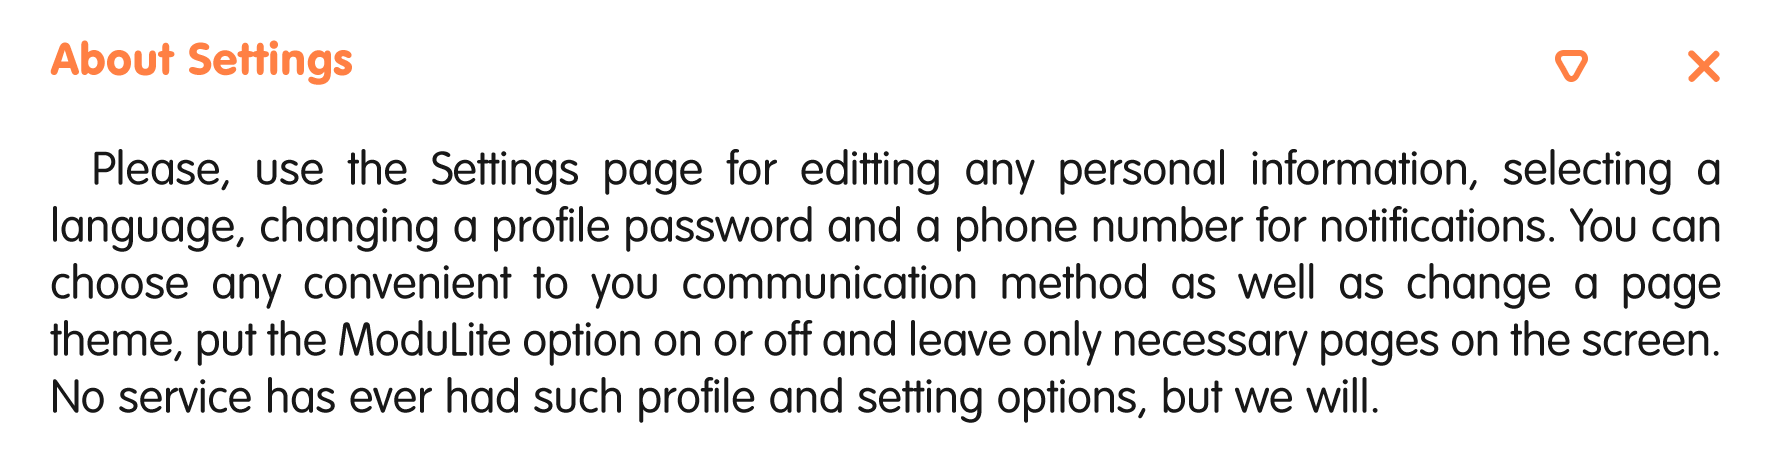 About Settings
Please, use the Settings page for editting any personal information, selecting a
language, changing a profile password and a phone number for notifications. You can
choose any convenient to you communication method as well as change a page
theme, put the ModuLite option on or off and leave only necessary pages on the screen.
No service has ever had such profile and setting options, but we will.